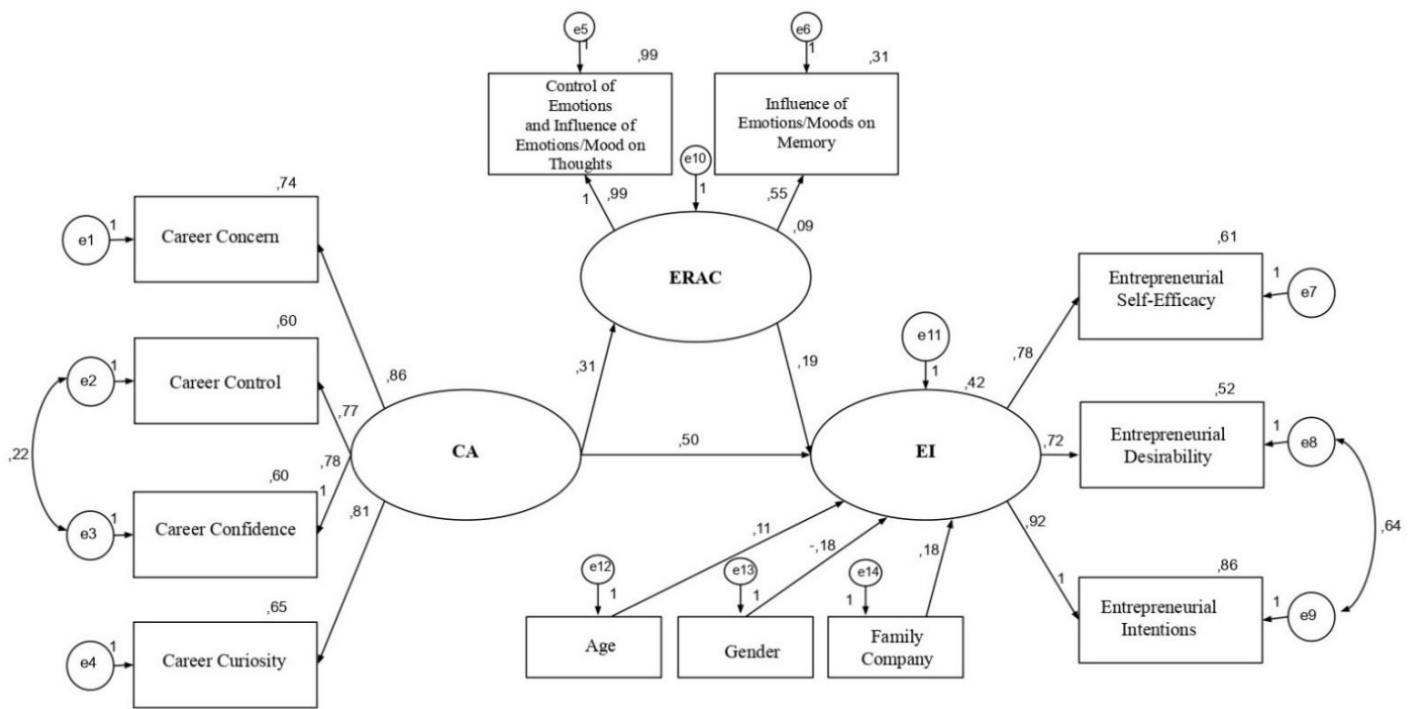 e5
1
,99
Control of
Emotions
and Influence of
Emotions/Mood on
Thoughts
e6
1
,31
Influence of
Emotions/Moods on
Memory
e10
1
1
,99
,55
,09
ERAC
,74
e1
1
Career Concern
,60
e2
1
Career Control
,22
,60
e3
1
Career Confidence
,65
e4
1
Career Curiosity
,86
,77
,78
1
,81
CA
,31
,50
,19
e11
1
,42
EI
,61
Entrepreneurial
Self-Efficacy
1
e7
,78
,52
Entrepreneurial
Desirability
1
e8
,72
,64
,86
Entrepreneurial
Intentions
1
e9
,92
1
,11
-,18
,18
e12
1
Age
e13
1
Gender
e14
1
Family
Company